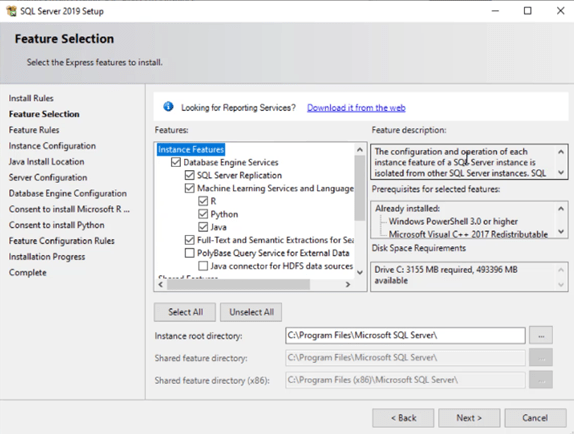 SQL Server 2019 Setup
Feature Selection
Select the Express features to install.
Install Rules
Feature Selection
Feature Rules
Instance Configuration
Java Install Location
Server Configuration
Database Engine Configuration
Consent to install Microsoft R ...
Consent to install Python
Feature Configuration Rules
Installation Progress
Complete
Looking for Reporting Services? Download it from the web
Features:
Instance Features
Database Engine Services
SQL Server Replication
Machine Learning Services and Language
R
Python
Java
Full-Text and Semantic Extractions for Sea
PolyBase Query Service for External Data
Java connector for HDFS data sources
Shared Features
Feature description:
The configuration and operation of each
instance feature of a SQL Server instance is
isolated from other SQL Server instances. SQL
Prerequisites for selected features:
Already installed:
Windows PowerShell 3.0 or higher
Microsoft Visual C++ 2017 Redistributable
Disk Space Requirements
Drive C: 3155 MB required, 493396 MB
available
Select All
Unselect All
Instance root directory:
C:\Program Files\Microsoft SQL Server\
...
Shared feature directory:
C:\Program Files\Microsoft SQL Server\
...
Shared feature directory (x86):
C:\Program Files (x86)\Microsoft SQL Server\
...
< Back
Next >
Cancel